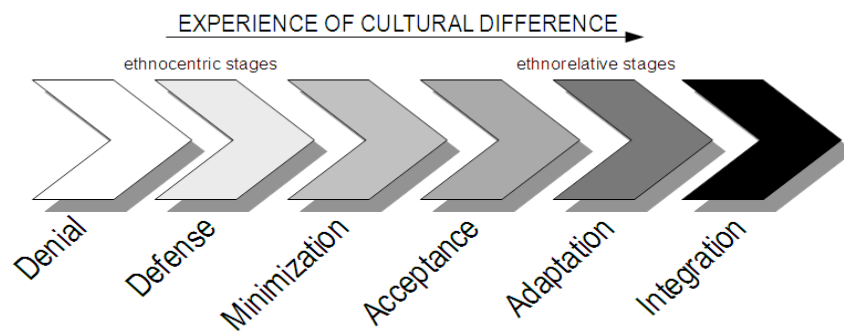 EXPERIENCE OF CULTURAL DIFFERENCE
ethnocentric stages
ethnorelative stages
Denial
Defense
Minimization
Acceptance
Adaptation
Integration